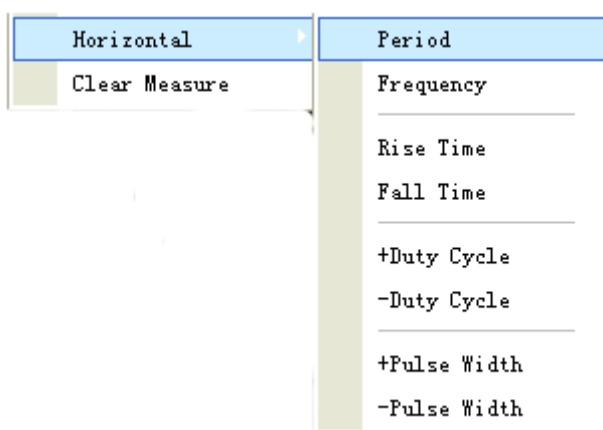 Horizontal
Clear Measure
Period
Frequency
Rise Time
Fall Time
+Duty Cycle
-Duty Cycle
+Pulse Width
-Pulse Width